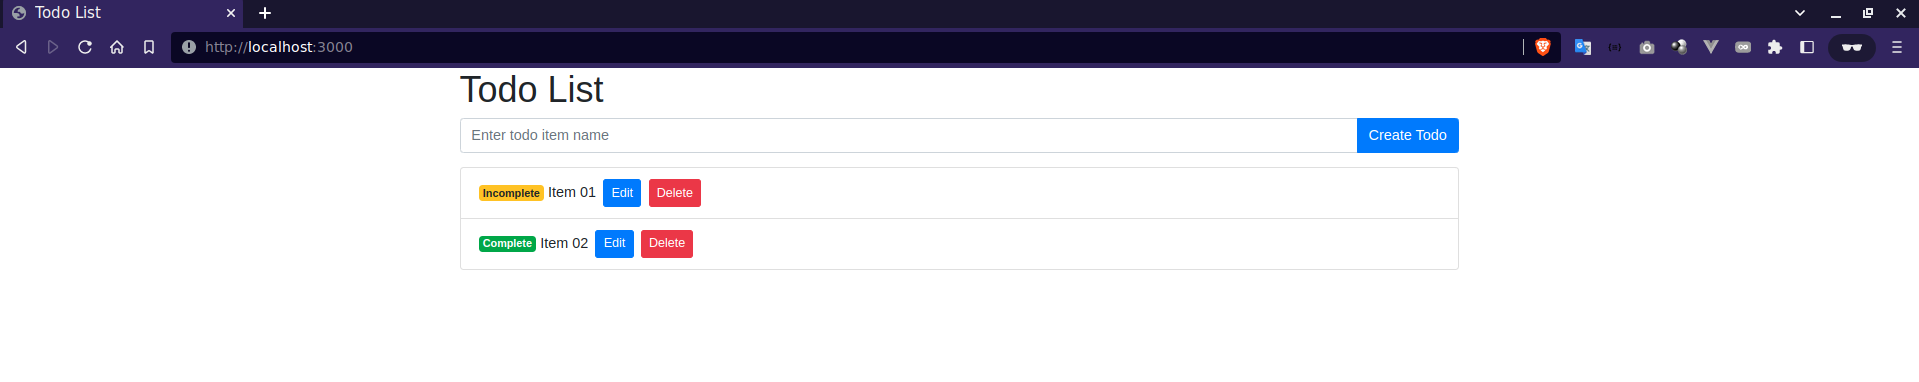 Todo List
http://localhost:3000
Todo List
Enter todo item name Create Todo
Incomplete Item 01 Edit Delete
Complete Item 02 Edit Delete